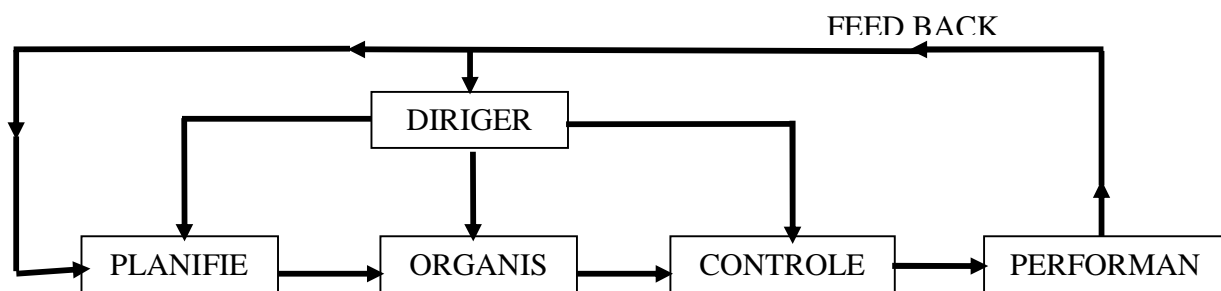 FEED BACK
DIRIGER
PLANIFIE
ORGANIS
CONTROLE
PERFORMAN